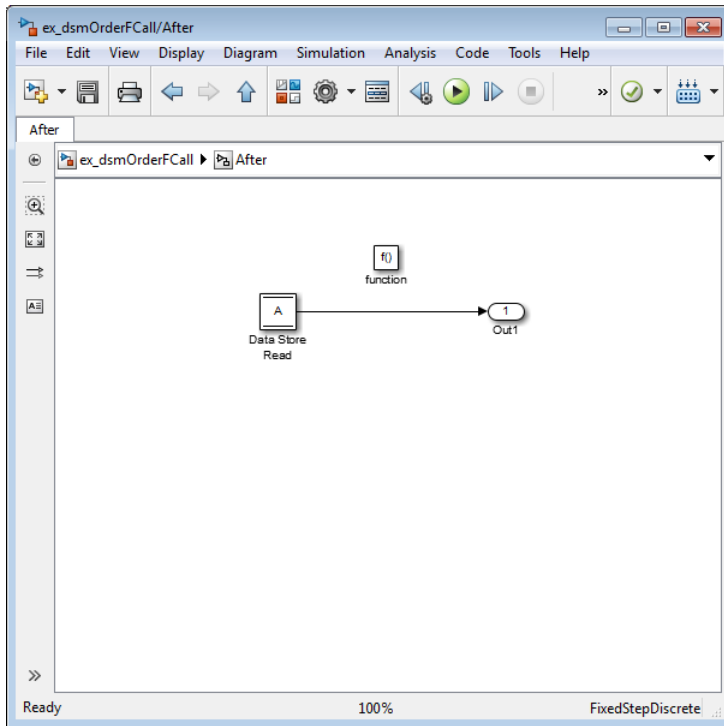 ex_dsmOrderFCall/After
File Edit View Display Diagram Simulation Analysis Code Tools Help
»
After
ex_dsmOrderFCall After
f()
function
A
1
Data Store
Read
Out1
»
Ready 100% FixedStepDiscrete